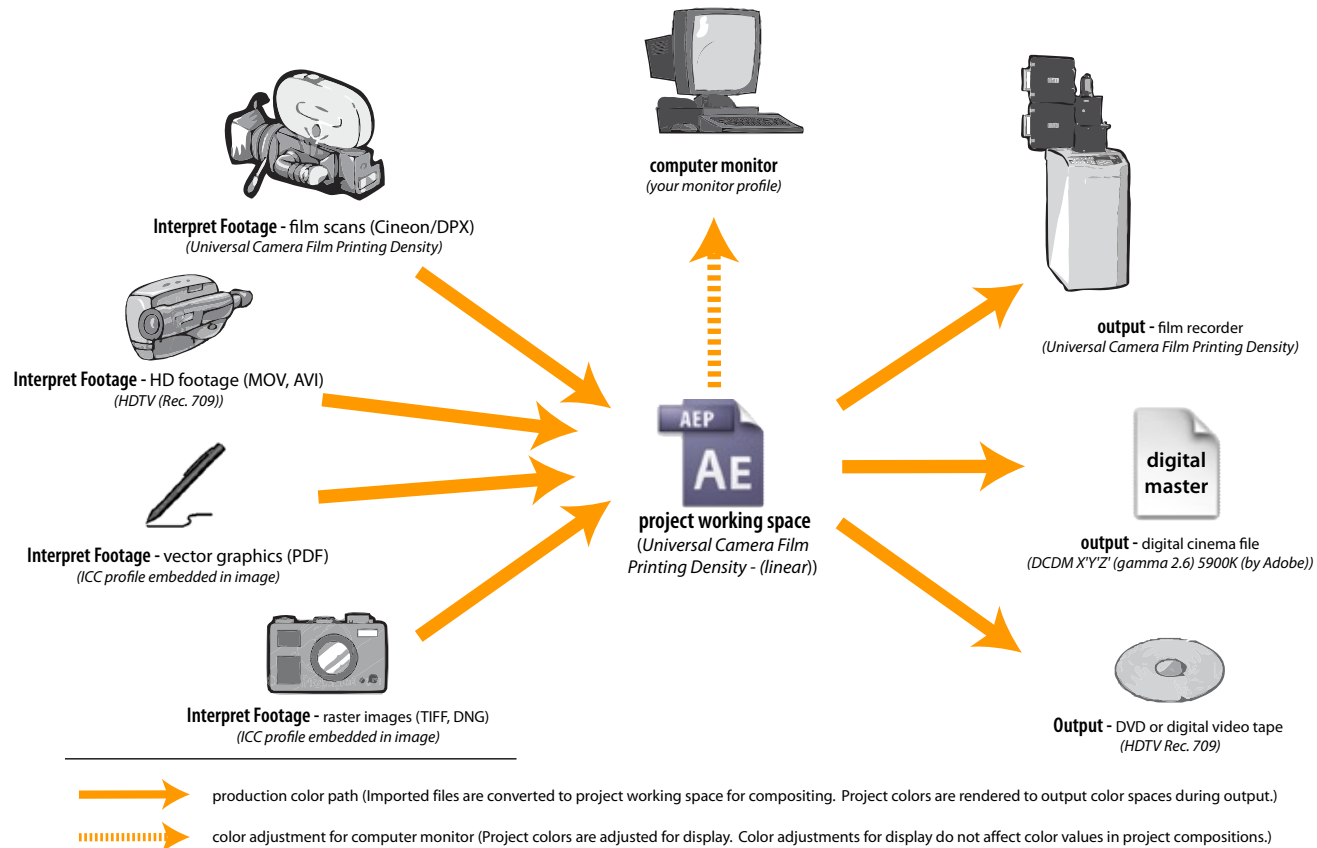 computer monitor
(your monitor profile)
Interpret Footage - film scans (Cineon/DPX)
(Universal Camera Film Printing Density)
Interpret Footage - HD footage (MOV, AVI)
(HDTV (Rec. 709))
Interpret Footage - vector graphics (PDF)
(ICC profile embedded in image)
Interpret Footage - raster images (TIFF, DNG)
(ICC profile embedded in image)
AEP
AE
project working space
(Universal Camera Film
Printing Density - (linear))
output - film recorder
(Universal Camera Film Printing Density)
digital
master
output - digital cinema file
(DCDM X'Y'Z' (gamma 2.6) 5900K (by Adobe))
Output - DVD or digital video tape
(HDTV Rec. 709)
production color path (Imported files are converted to project working space for compositing. Project colors are rendered to output color spaces during output.)
color adjustment for computer monitor (Project colors are adjusted for display. Color adjustments for display do not affect color values in project compositions.)